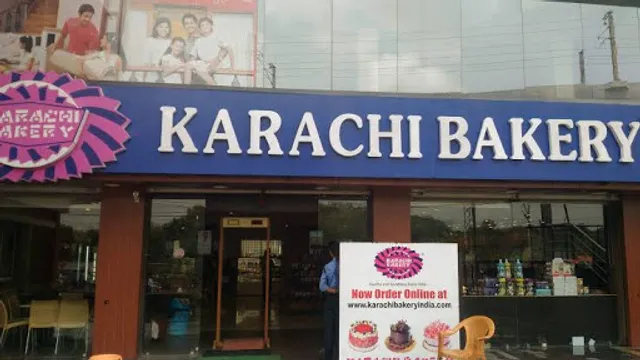 KARACHI
BAKERY
KARACHI BAKERY
KARACHI
BAKERY
Now Order Online at
www.karachibakeryindia.com